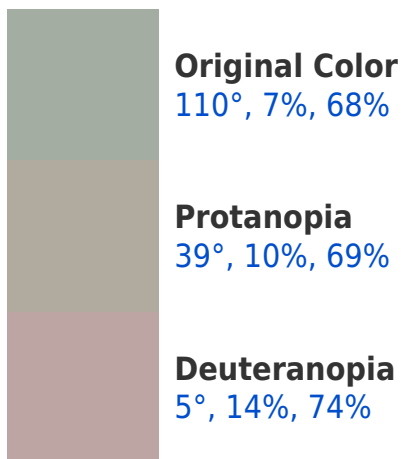 Original Color
110°, 7%, 68%
Protanopia
39°, 10%, 69%
Deuteranopia
5°, 14%, 74%